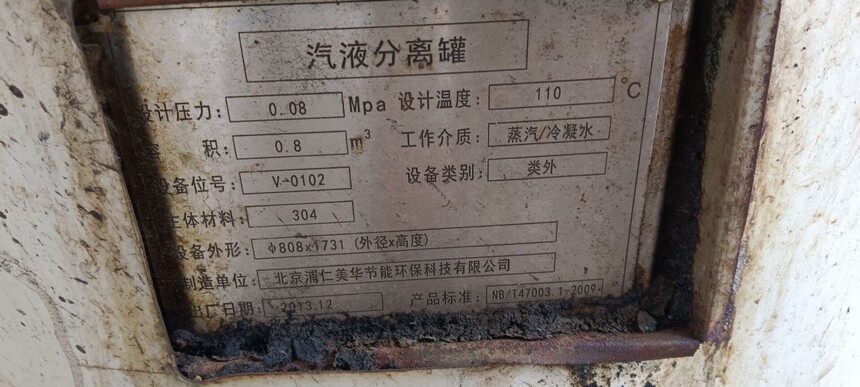 汽液分离罐
设计压力: 0.08 Mpa 设计温度: 110 °C
容 积: 0.8 m³ 工作介质: 蒸汽/冷凝水
设备位号: V-0102 设备类别: 类外
主体材料: 304
设备外形: Φ808x1731 (外径x高度)
制造单位: 北京浦仁美华节能环保科技有限公司
出厂日期: 2013.12 产品标准: NB/T47003.1-2009